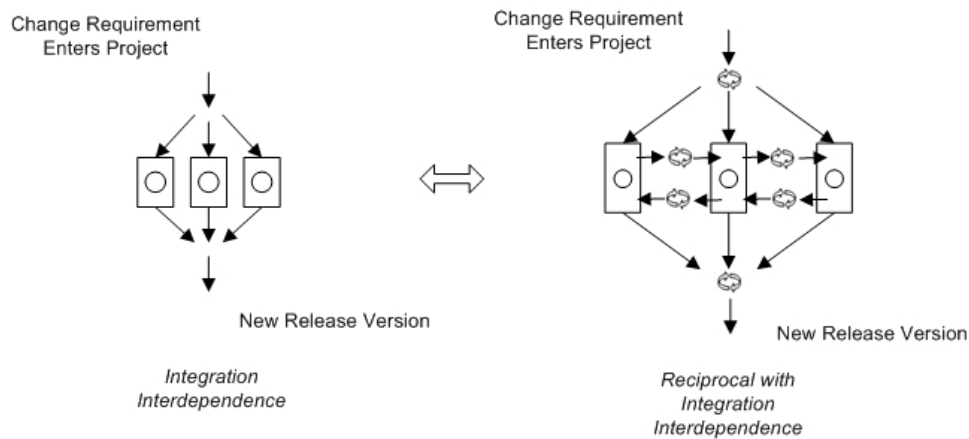 Change Requirement
Enters Project
New Release Version
Integration
Interdependence
Change Requirement
Enters Project
New Release Version
Reciprocal with
Integration
Interdependence